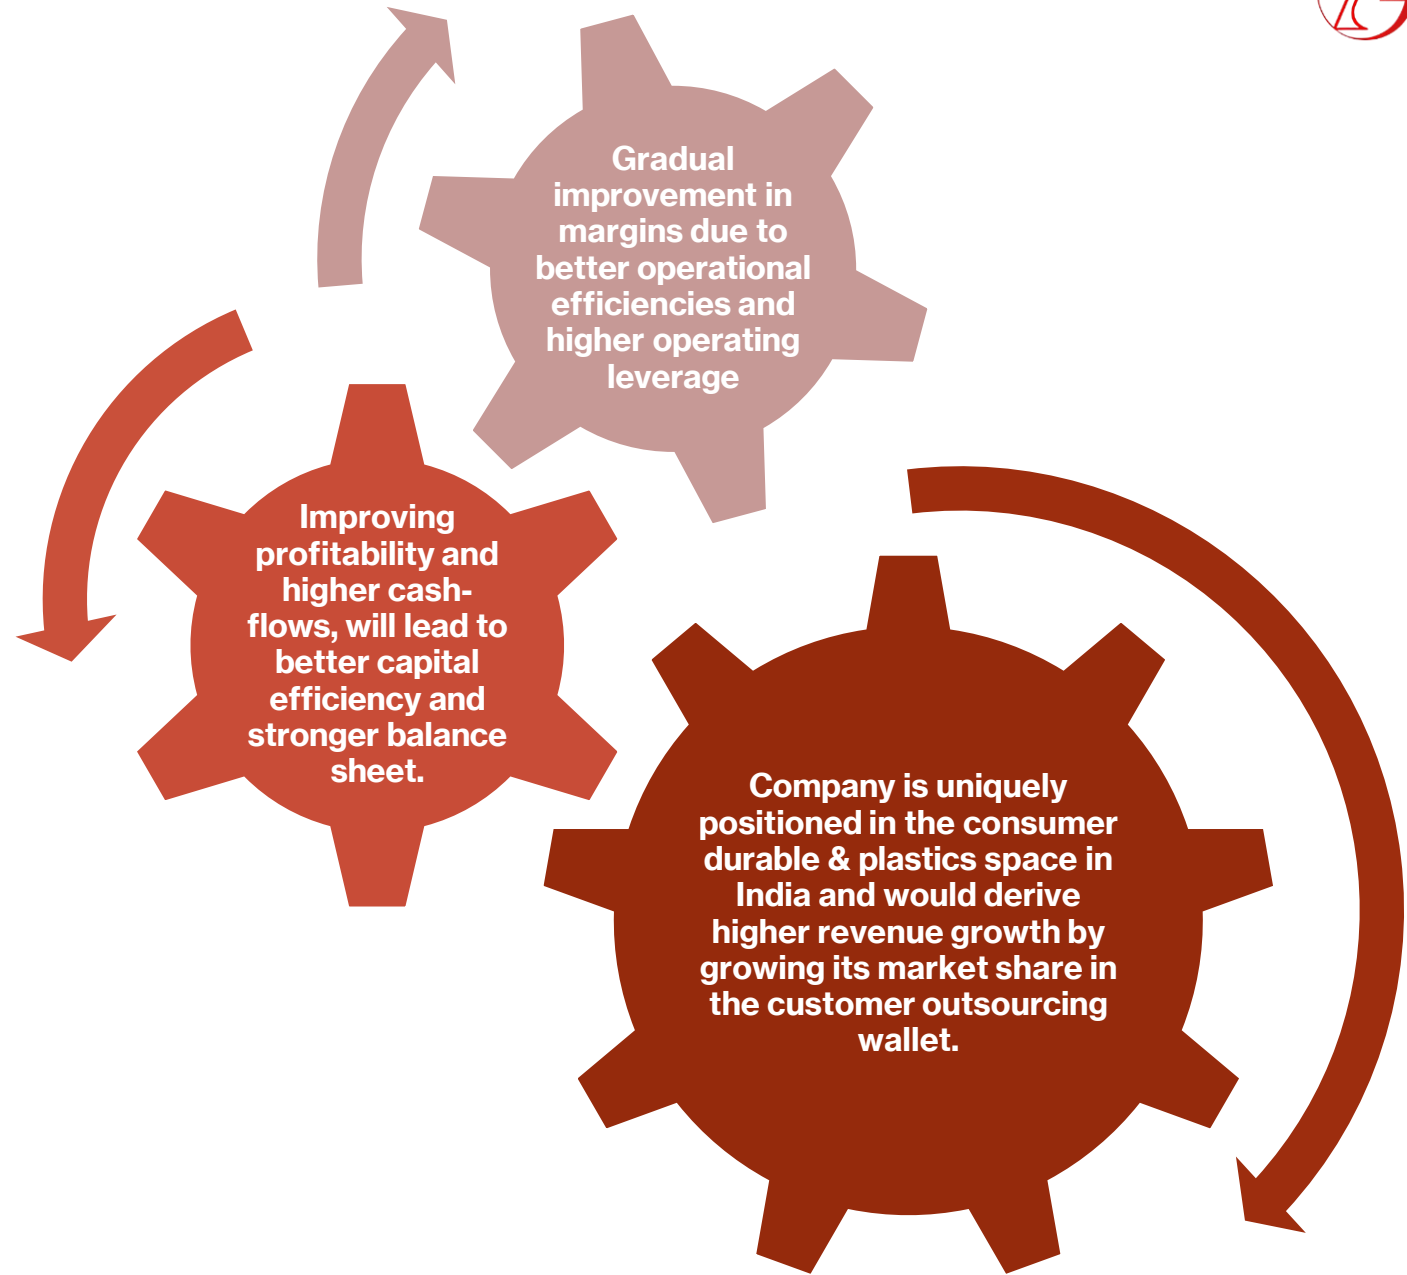 Gradual
improvement in
margins due to
better operational
efficiencies and
higher operating
leverage
Improving
profitability and
higher cash-
flows, will lead to
better capital
efficiency and
stronger balance
sheet.
Company is uniquely
positioned in the consumer
durable & plastics space in
India and would derive
higher revenue growth by
growing its market share in
the customer outsourcing
wallet.